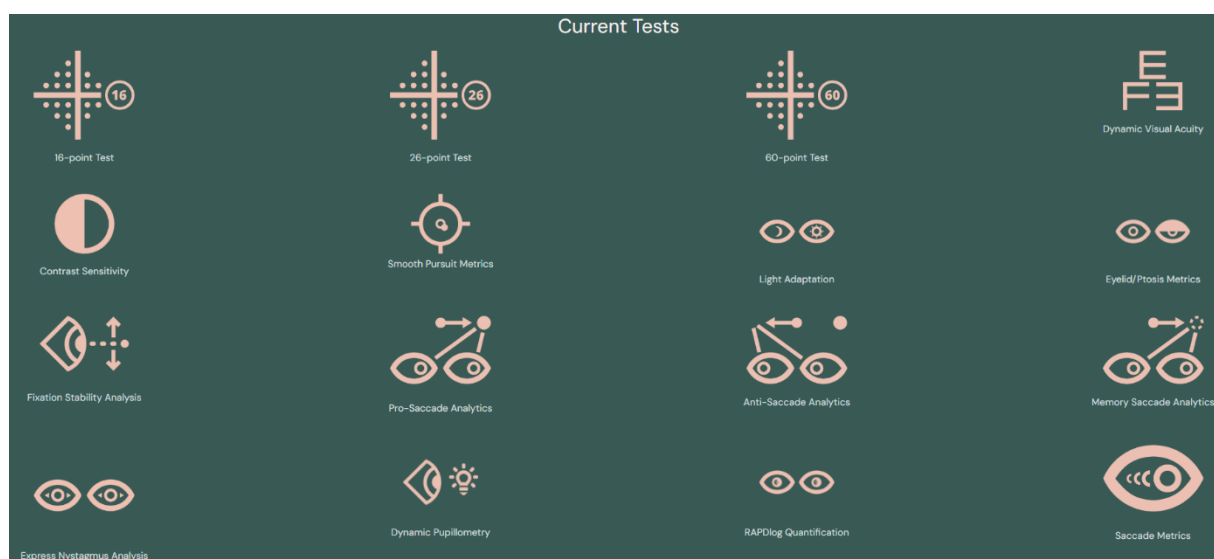 Current Tests
16
26
60
E
F E
16-point Test
26-point Test
60-point Test
Dynamic Visual Acuity
Contrast Sensitivity
Smooth Pursuit Metrics
Light Adaptation
Eyelid/Ptosis Metrics
Fixation Stability Analysis
Pro-Saccade Analytics
Anti-Saccade Analytics
Memory Saccade Analytics
Express Nystagmus Analysis
Dynamic Pupillometry
RAPDlog Quantification
Saccade Metrics